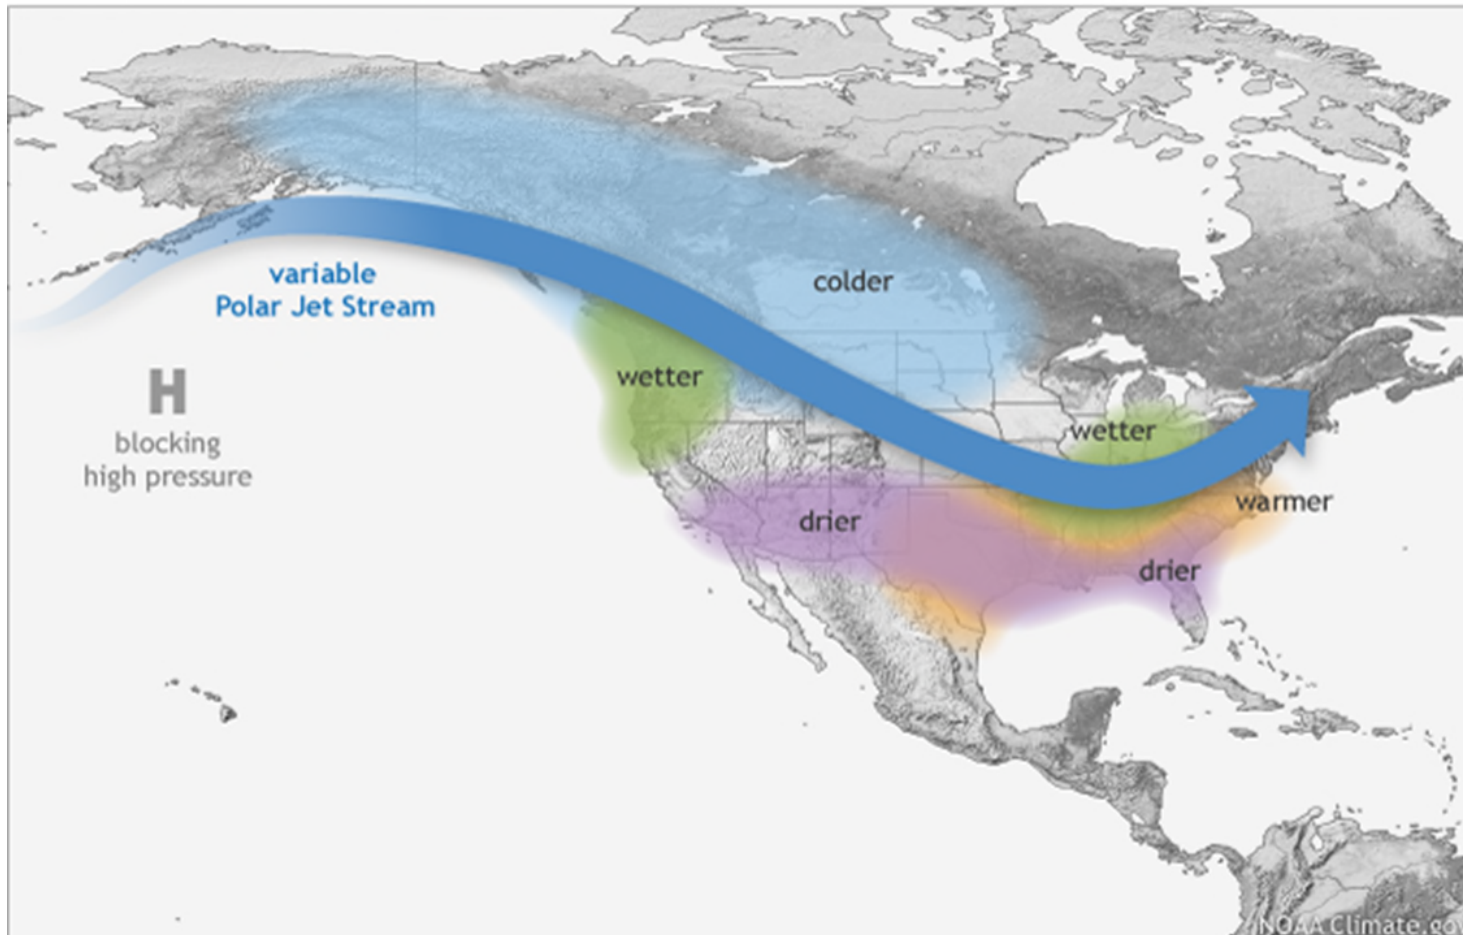 variable
Polar Jet Stream
colder
H
wetter
blocking
high pressure
wetter
warmer
drier
drier
NOAA Climate.gov